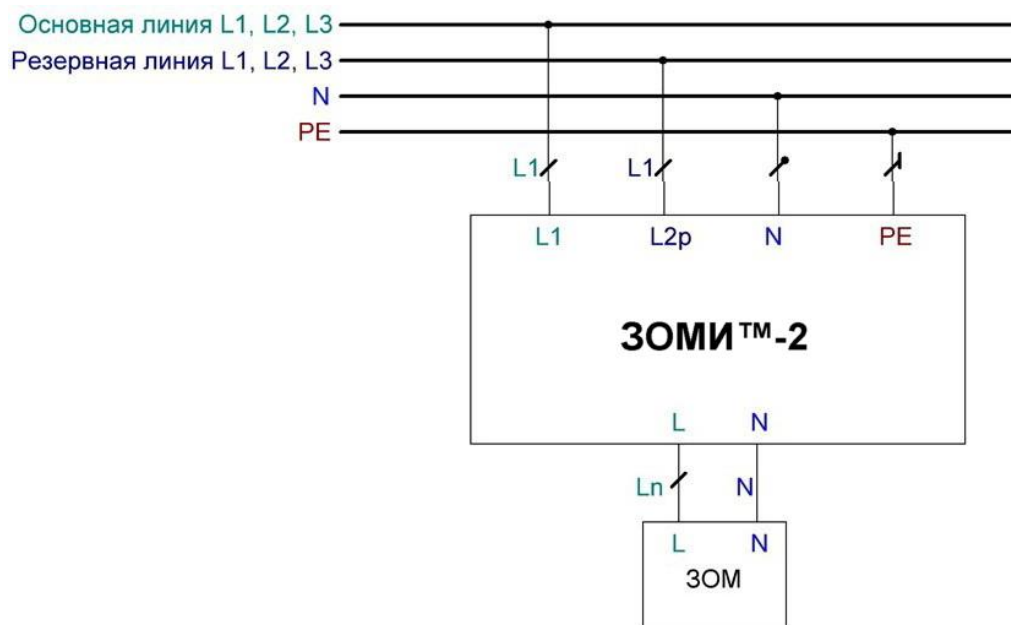 Основная линия L1, L2, L3
Резервная линия L1, L2, L3
N
PE
L1 L1
L1 L2р N PE
ЗОМИ™-2
L N
Ln N
L N
ЗОМ